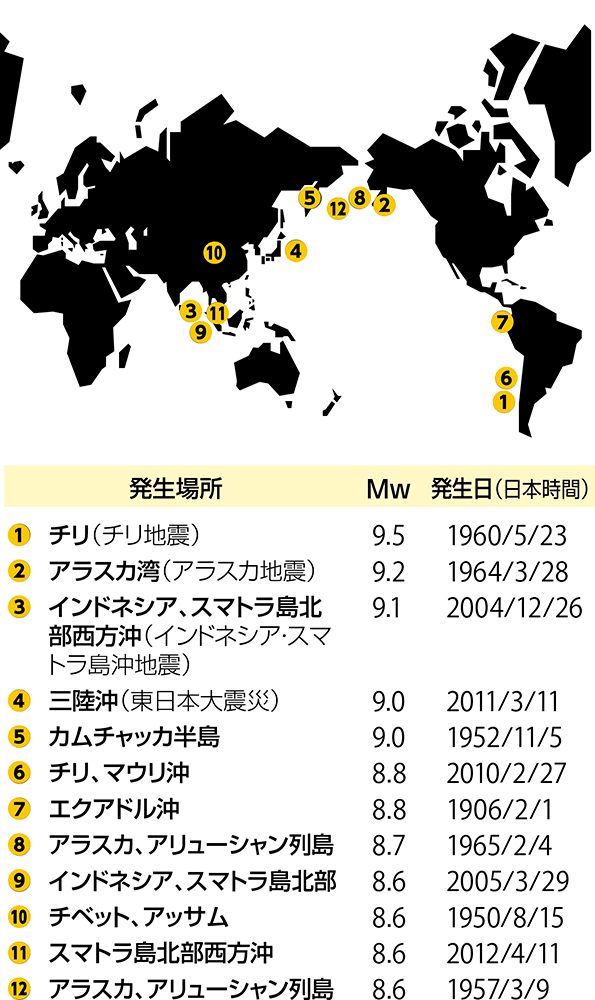 5
8
12
2
10
4
3
11
9
7
6
1
発生場所 Mw 発生日（日本時間）
1 チリ（チリ地震） 9.5 1960/5/23
2 アラスカ湾（アラスカ地震） 9.2 1964/3/28
3 インドネシア、スマトラ島北 9.1 2004/12/26
部西方沖（インドネシア・スマ
トラ島沖地震）
4 三陸沖（東日本大震災） 9.0 2011/3/11
5 カムチャッカ半島 9.0 1952/11/5
6 チリ、マウリ沖 8.8 2010/2/27
7 エクアドル沖 8.8 1906/2/1
8 アラスカ、アリューシャン列島 8.7 1965/2/4
9 インドネシア、スマトラ島北部 8.6 2005/3/29
10 チベット、アッサム 8.6 1950/8/15
11 スマトラ島北部西方沖 8.6 2012/4/11
12 アラスカ、アリューシャン列島 8.6 1957/3/9